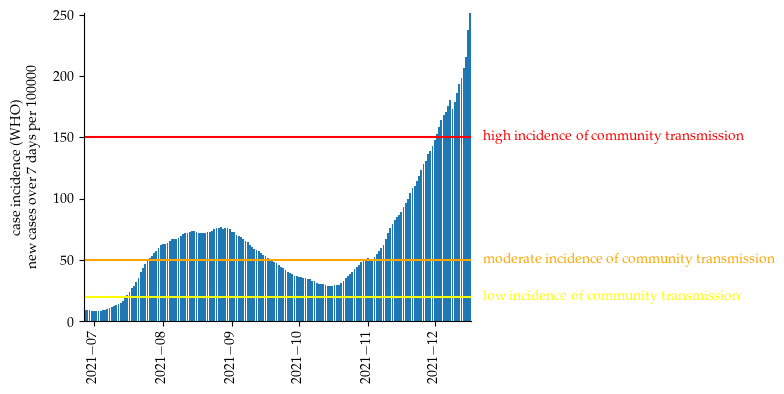 250
200
150
100
50
0
case incidence (WHO)
new cases over 7 days per 100000
high incidence of community transmission
moderate incidence of community transmission
low incidence of community transmission
2021−07
2021−08
2021−09
2021−10
2021−11
2021−12